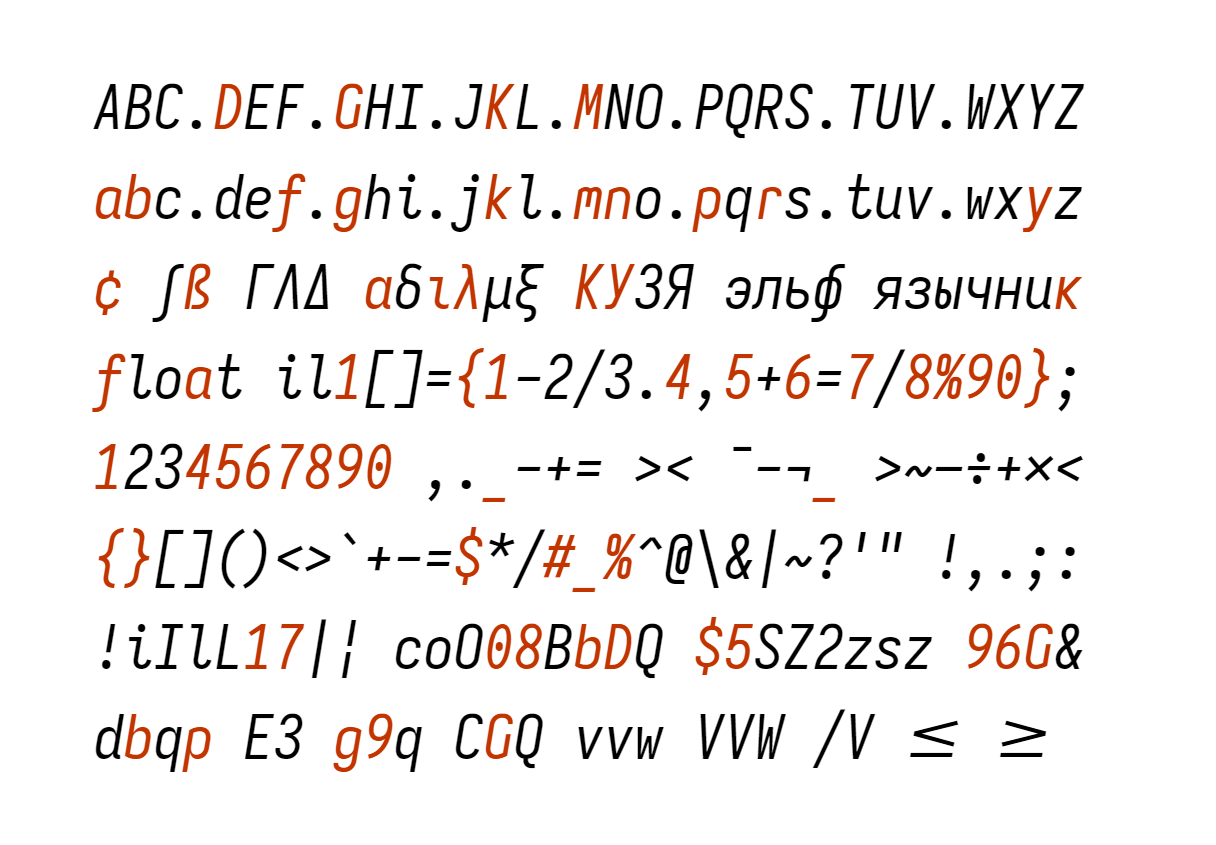 ABC.DEF.GHI.JKL.MNO.PQRS.TUV.WXYZ
abc.def.ghi.jkl.mno.pqrs.tuv.wxyz
¢ ʃß ΓΛΔ αδιλμξ КУЗЯ эльф язычник
float il1[]={1-2/3.4,5+6=7/8%90};
1234567890 ,._-+= >< ¯-¬_ >~–÷+×<
{}[]()<>`+-=$*/#_%^@\&|~?'" !,.;:
!iIlL17|¦ coO08BbDQ $5SZ2zsz 96G&
dbqp E3 g9q CGQ vvw VVW /V ≤ ≥